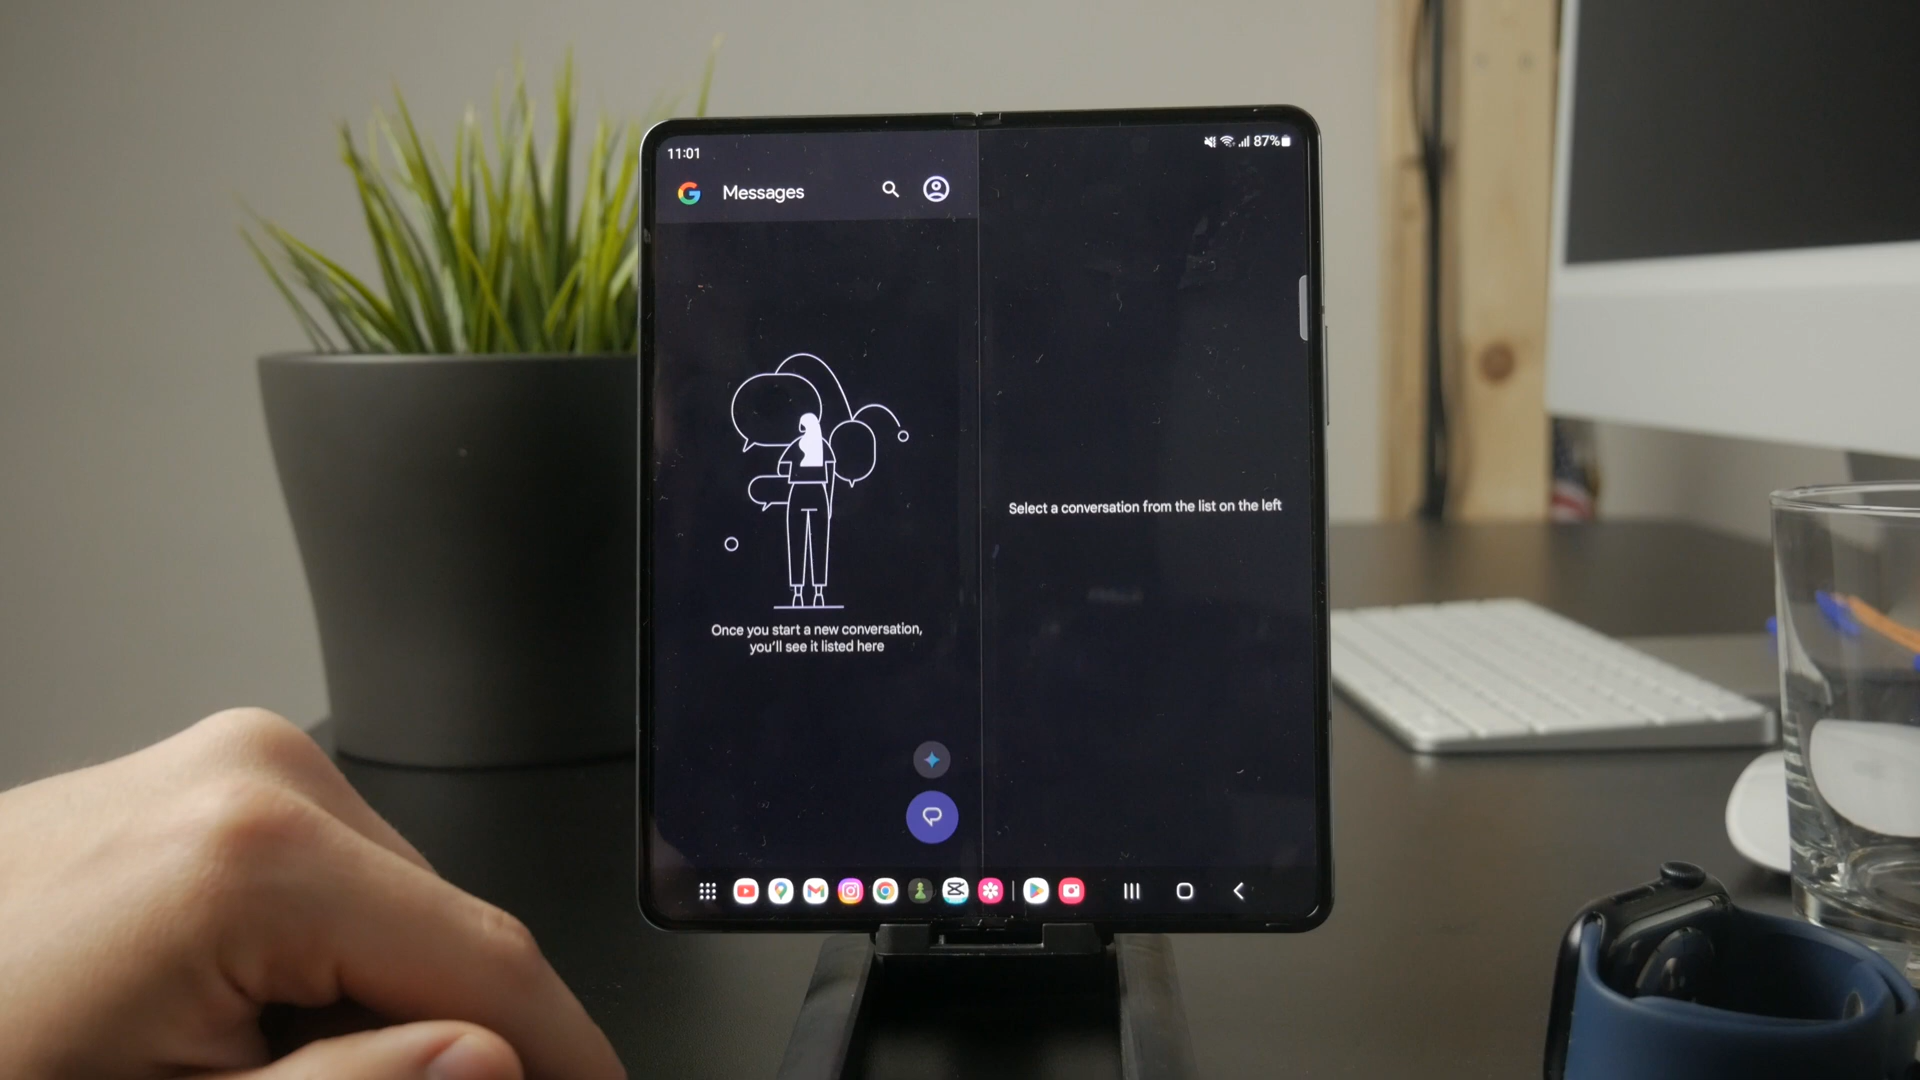 11:01
87%
Messages
Select a conversation from the list on the left
Once you start a new conversation,
you'll see it listed here